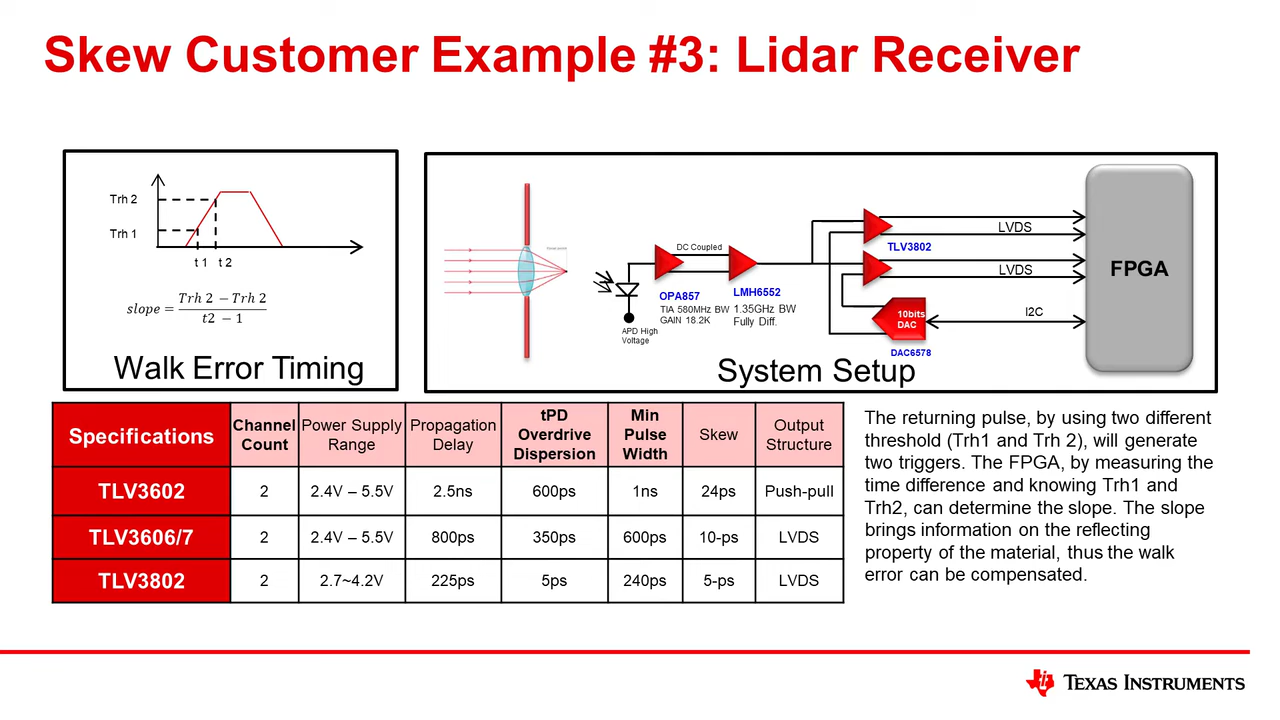 Skew Customer Example #3: Lidar Receiver
Trh 2
Trh 1
t 1 t 2
slope = Trh 2 − Trh 2 / t2 − 1
Walk Error Timing
DC Coupled
OPA857
TIA 580MHz BW
GAIN 18.2K
LMH6552
1.35GHz BW
Fully Diff.
APD High
Voltage
TLV3802
LVDS
LVDS
10bits
DAC
DAC6578
I2C
FPGA
System Setup
Specifications
Channel
Count
Power Supply
Range
Propagation
Delay
tPD
Overdrive
Dispersion
Min
Pulse
Width
Skew
Output
Structure
TLV3602 2 2.4V – 5.5V 2.5ns 600ps 1ns 24ps Push-pull
TLV3606/7 2 2.4V – 5.5V 800ps 350ps 600ps 10-ps LVDS
TLV3802 2 2.7~4.2V 225ps 5ps 240ps 5-ps LVDS
The returning pulse, by using two different
threshold (Trh1 and Trh 2), will generate
two triggers. The FPGA, by measuring the
time difference and knowing Trh1 and
Trh2, can determine the slope. The slope
brings information on the reflecting
property of the material, thus the walk
error can be compensated.
TEXAS INSTRUMENTS